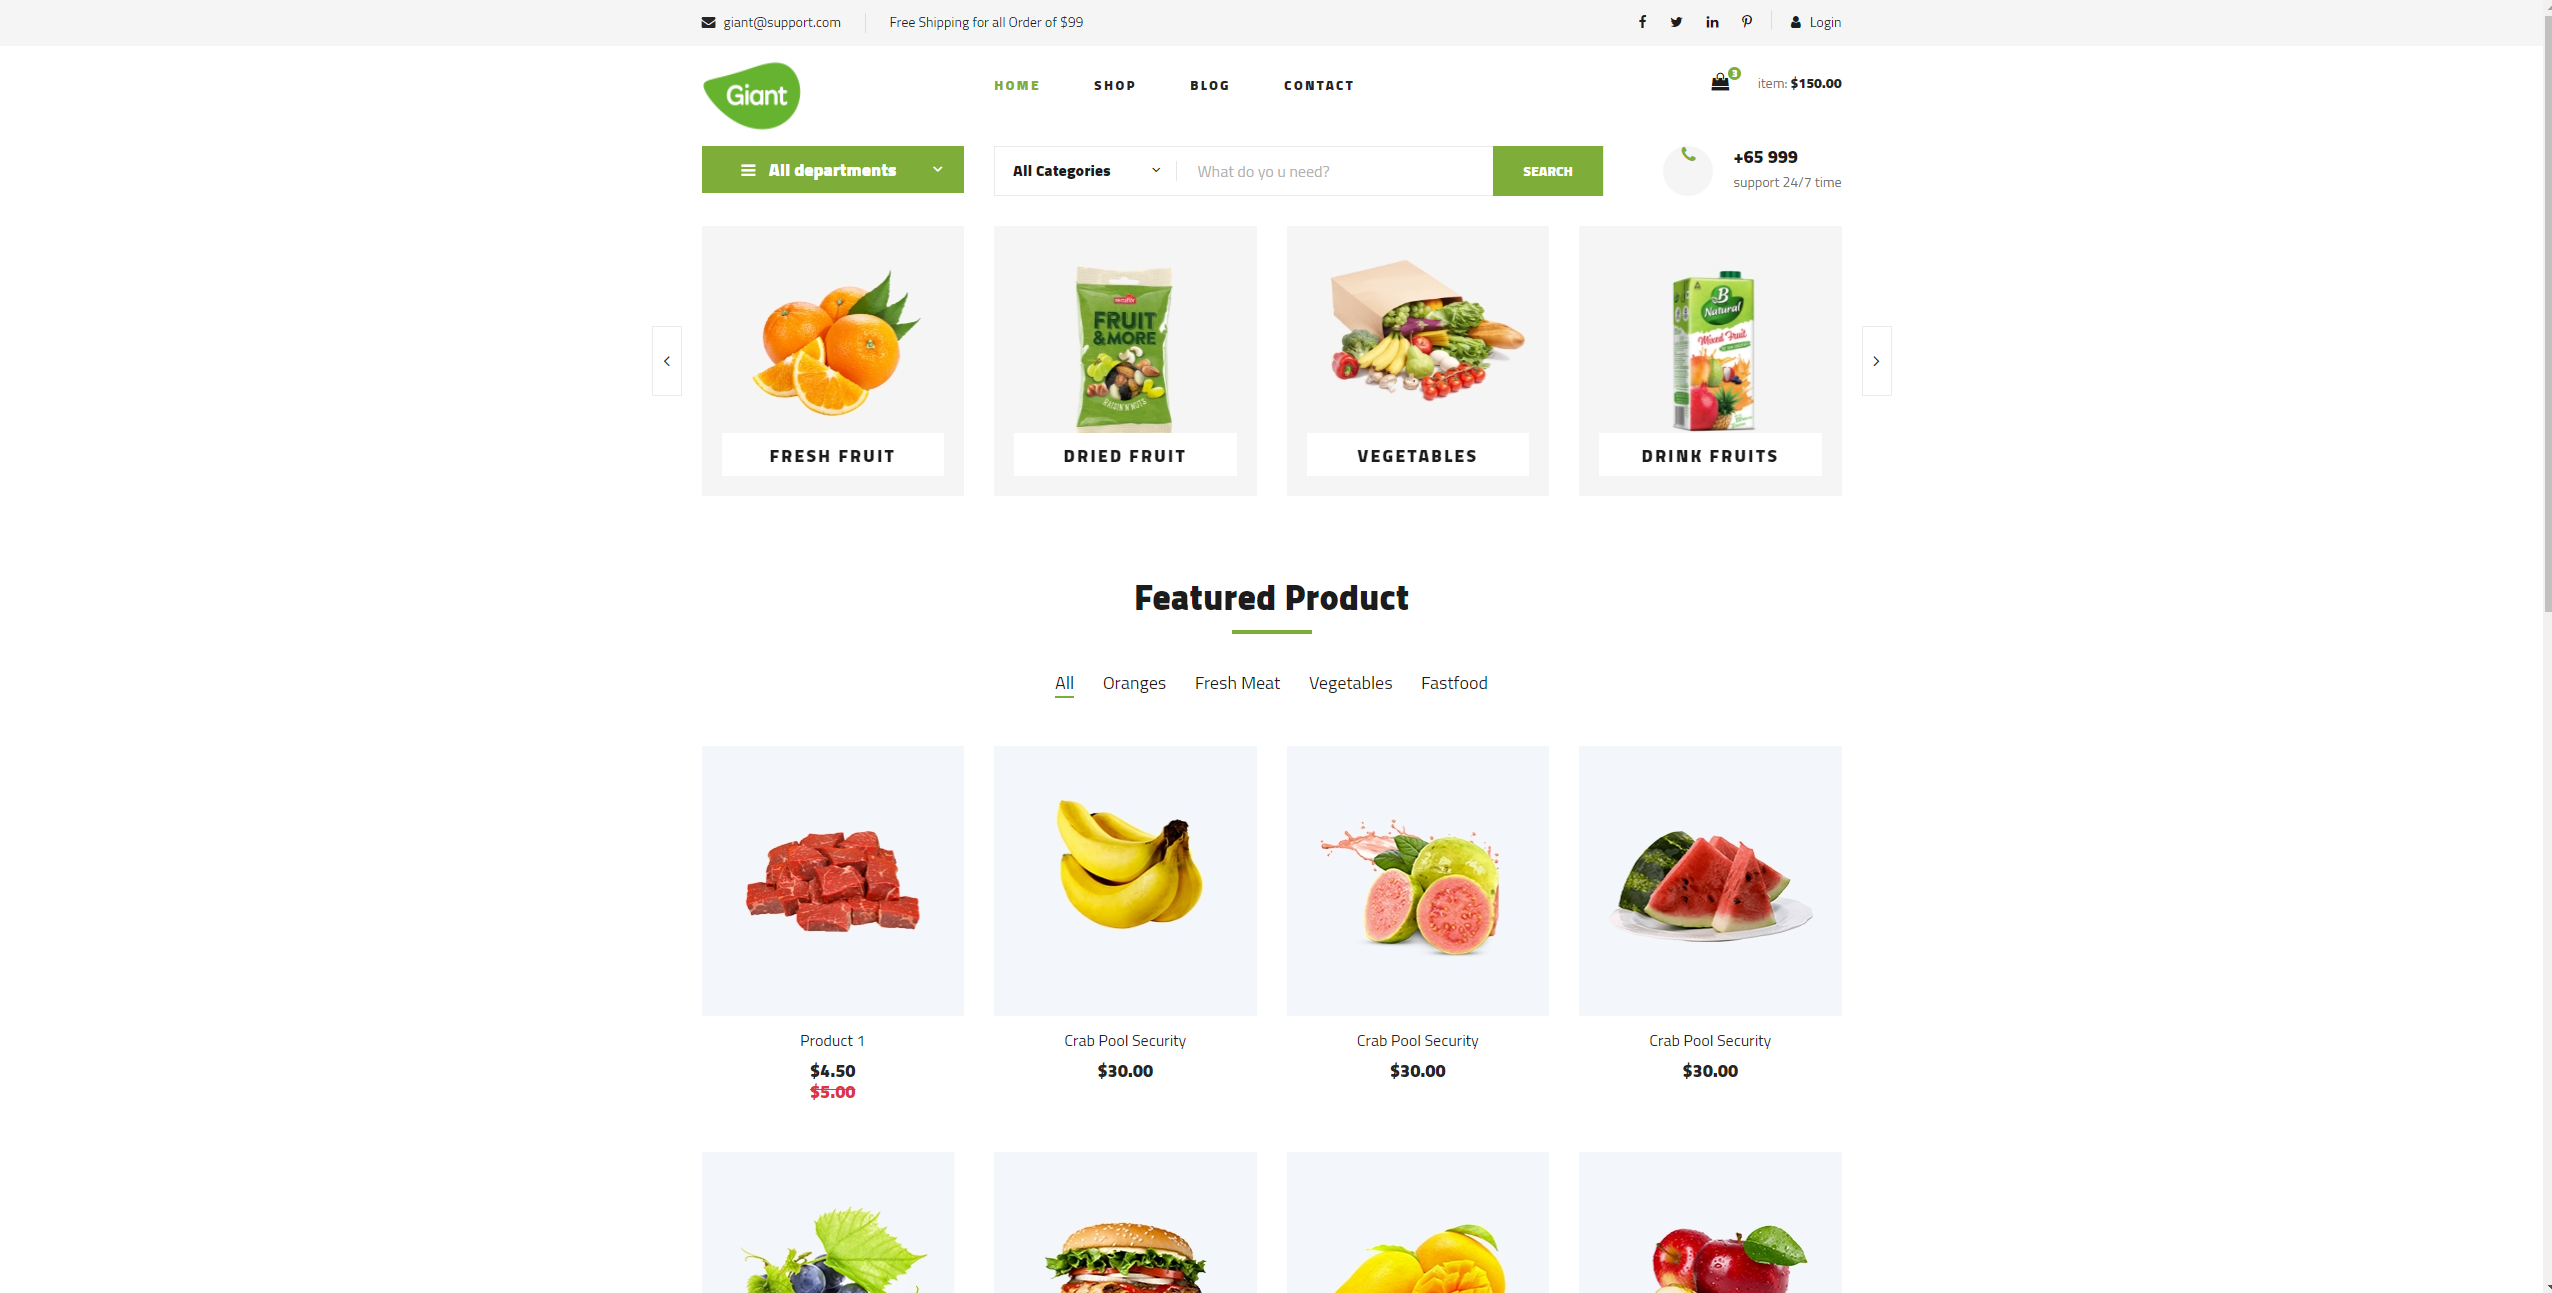 giant@support.com
Free Shipping for all Order of $99
Login
Giant
HOME
SHOP
BLOG
CONTACT
3
item: $150.00
All departments
All Categories
What do yo u need?
SEARCH
+65 999
support 24/7 time
FRUIT
&MORE
RAISIN N NUTS
B
Natural
Mixed Fruit
FRESH FRUIT
DRIED FRUIT
VEGETABLES
DRINK FRUITS
Featured Product
All
Oranges
Fresh Meat
Vegetables
Fastfood
Product 1
Crab Pool Security
Crab Pool Security
Crab Pool Security
$4.50
$30.00
$30.00
$30.00
$5.00